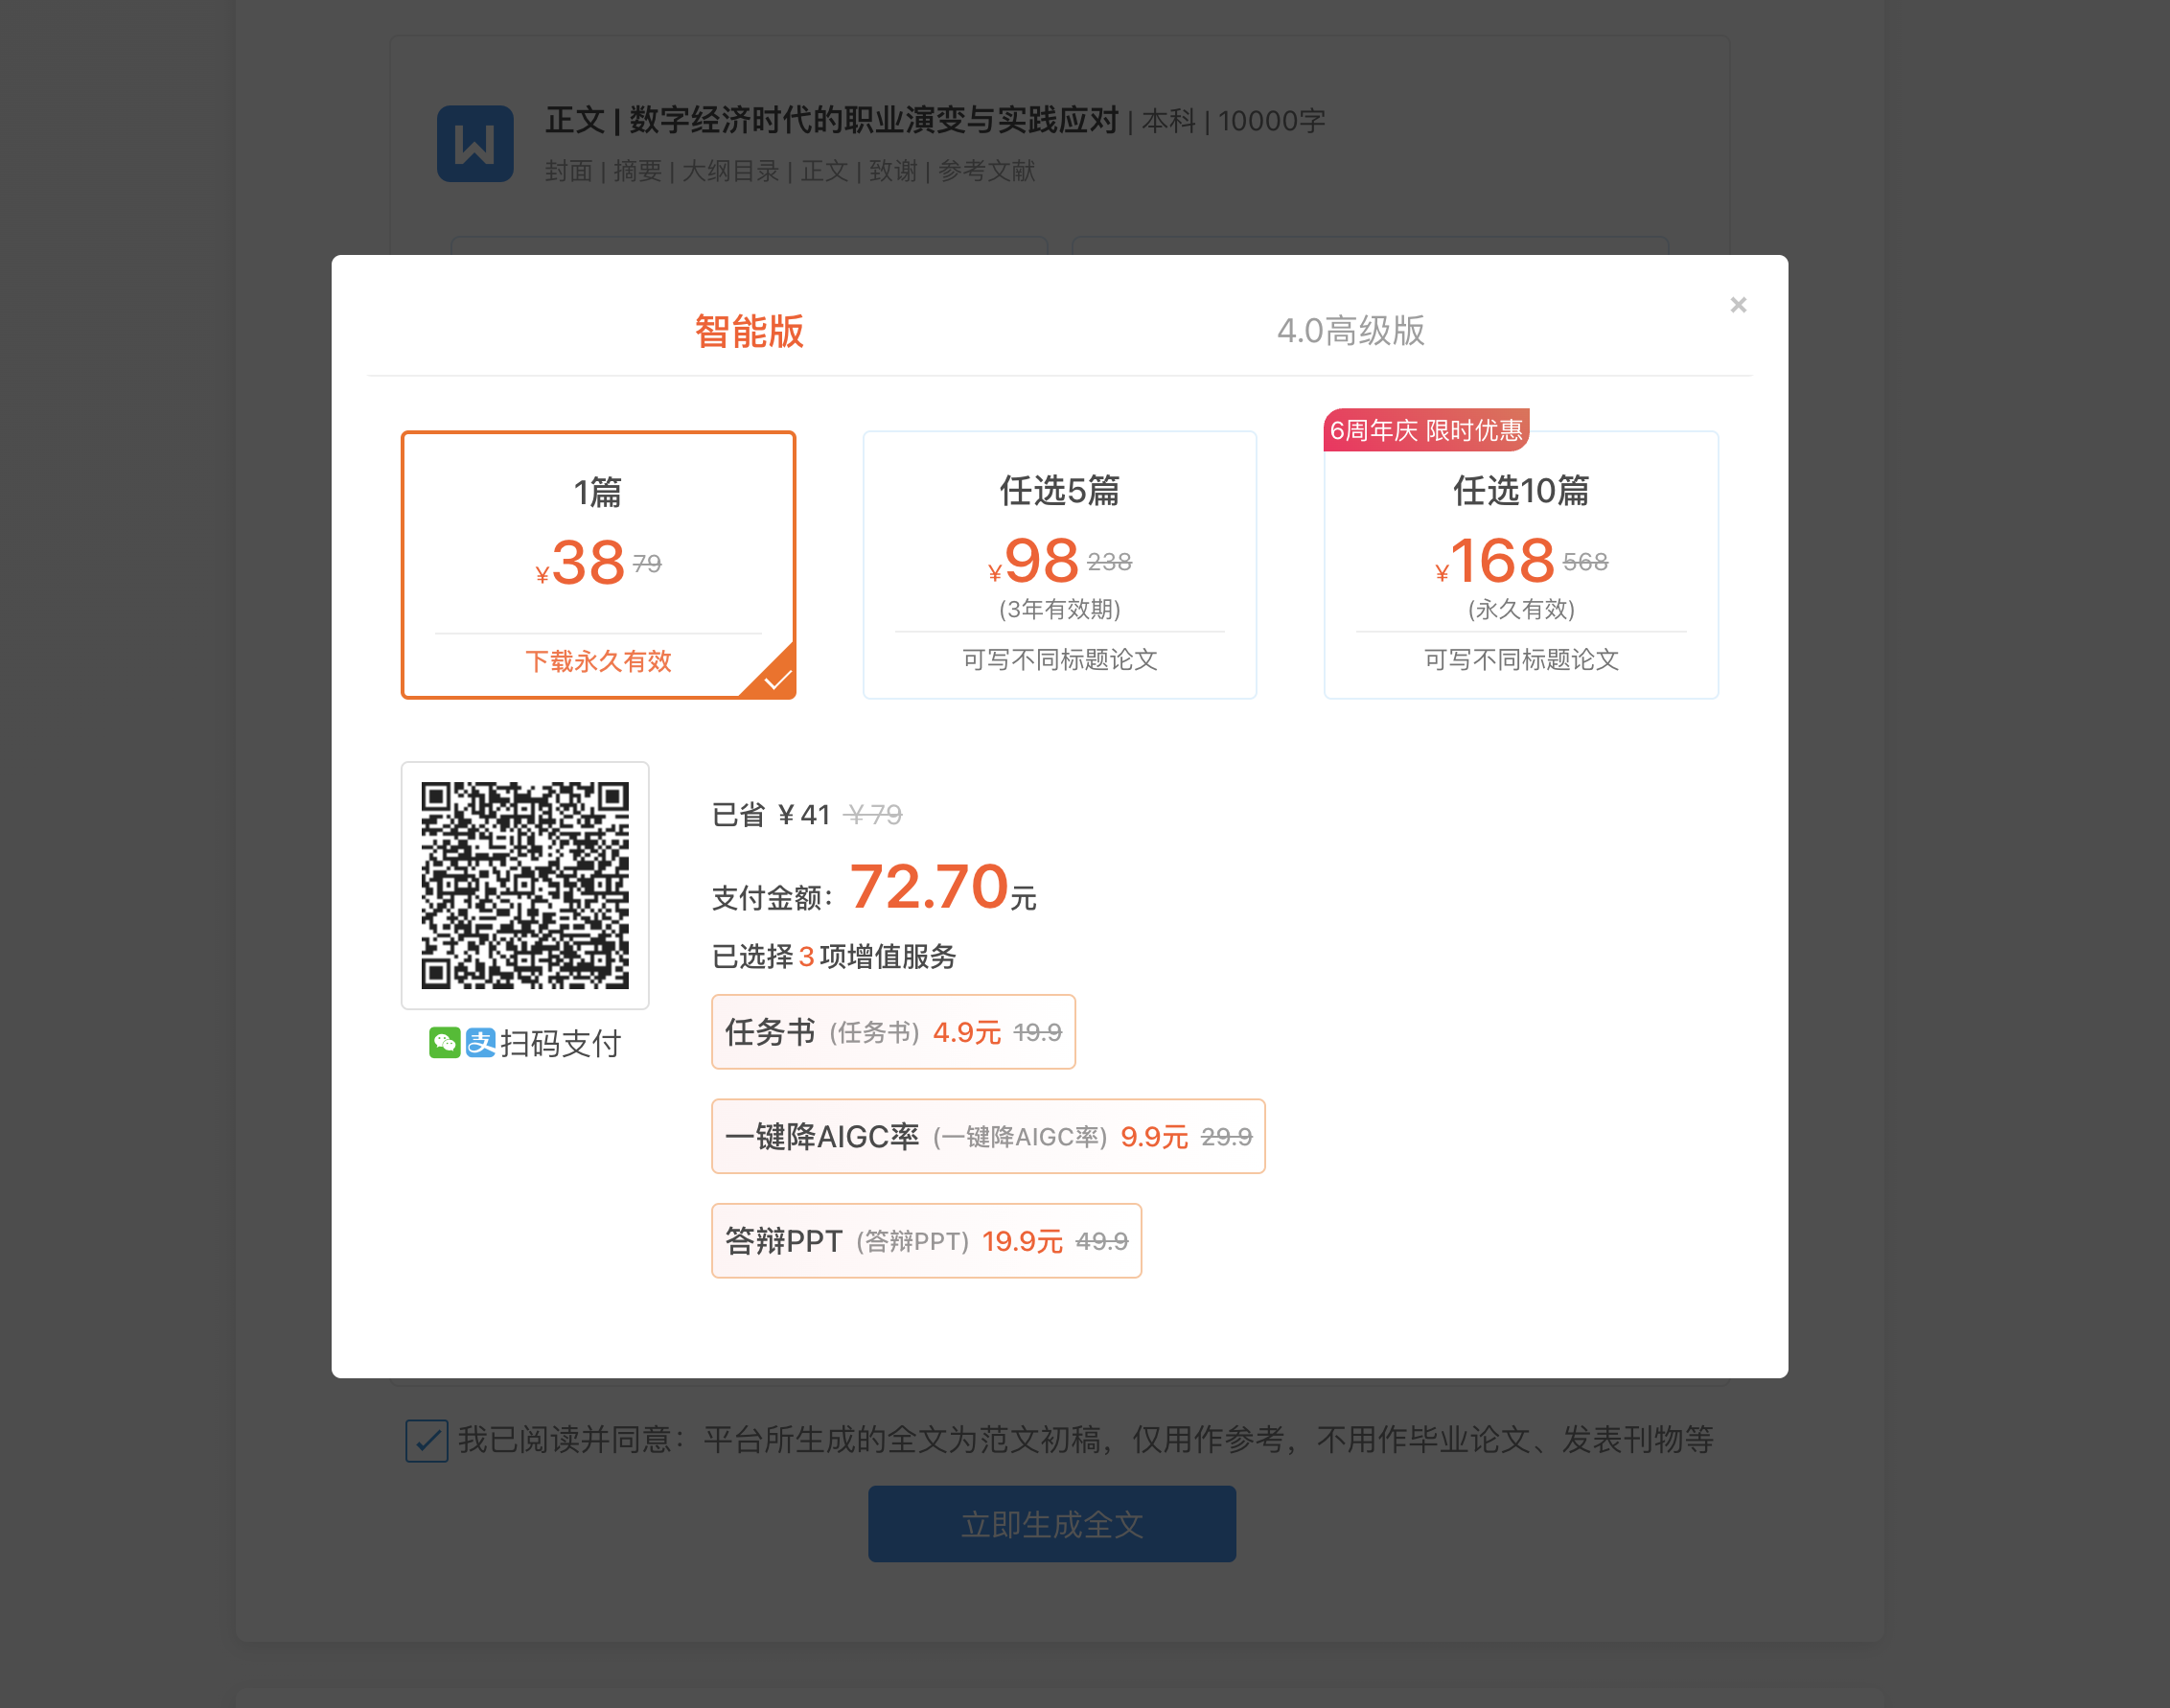 正文 | 数字经济时代的职业演变与实践应对 | 本科 | 10000字
封面 | 摘要 | 大纲目录 | 正文 | 致谢 | 参考文献
×
智能版
4.0高级版
1篇
¥38 79
下载永久有效
任选5篇
¥98 238
(3年有效期)
可写不同标题论文
6周年庆 限时优惠
任选10篇
¥168 568
(永久有效)
可写不同标题论文
扫码支付
已省 ¥41 ¥79
支付金额：72.70元
已选择 3 项增值服务
任务书 (任务书) 4.9元 19.9
一键降AIGC率 (一键降AIGC率) 9.9元 29.9
答辩PPT (答辩PPT) 19.9元 49.9
我已阅读并同意：平台所生成的全文为范文初稿，仅用作参考，不用作毕业论文、发表刊物等
立即生成全文